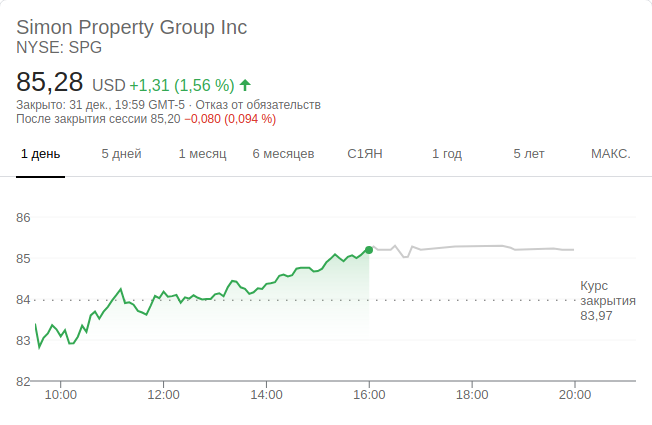 Simon Property Group Inc
NYSE: SPG
85,28 USD +1,31 (1,56 %)
Закрыто: 31 дек., 19:59 GMT-5 · Отказ от обязательств
После закрытия сессии 85,20 −0,080 (0,094 %)
1 день 5 дней 1 месяц 6 месяцев С1ЯН 1 год 5 лет МАКС.
86
85
84
83
82
Курс
закрытия
83,97
10:00 12:00 14:00 16:00 18:00 20:00